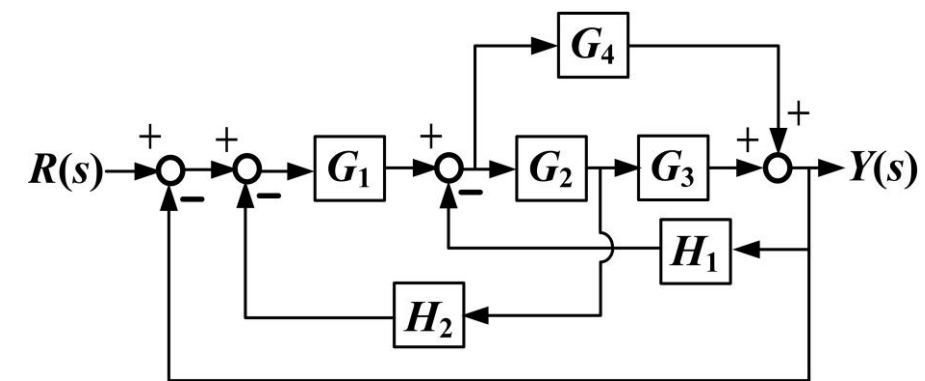 G₄
+
+ + + +
R(s) G₁ G₂ G₃ Y(s)
− − −
H₁
H₂